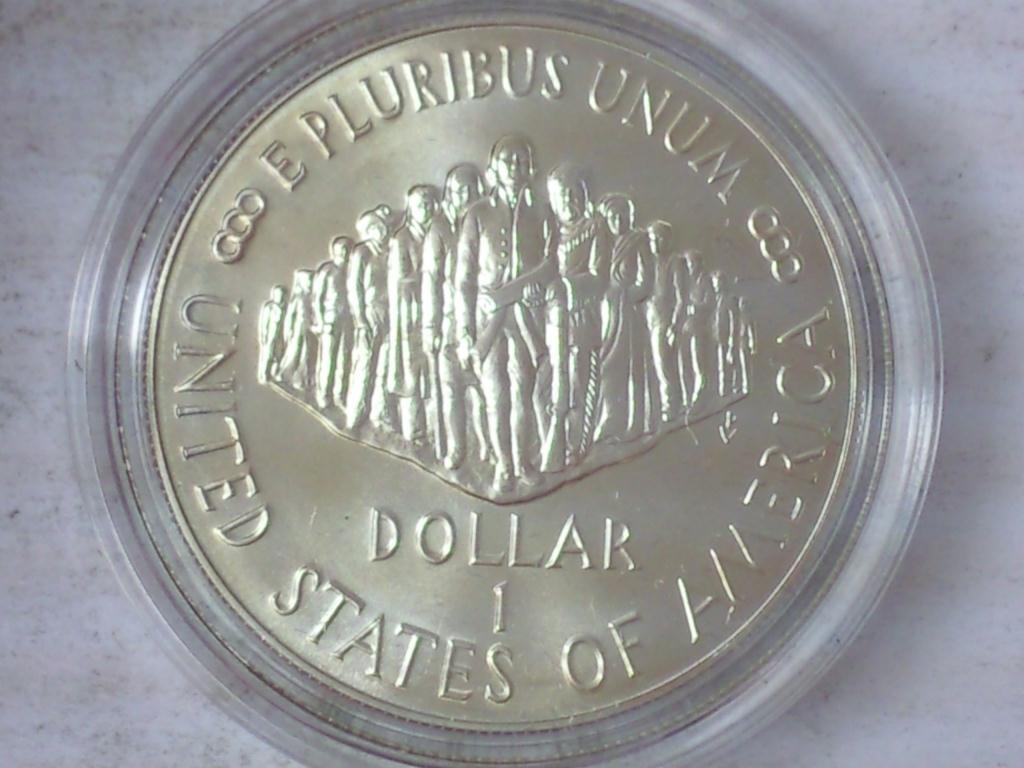 E PLURIBUS UNUM
DOLLAR
1
UNITED STATES OF AMERICA